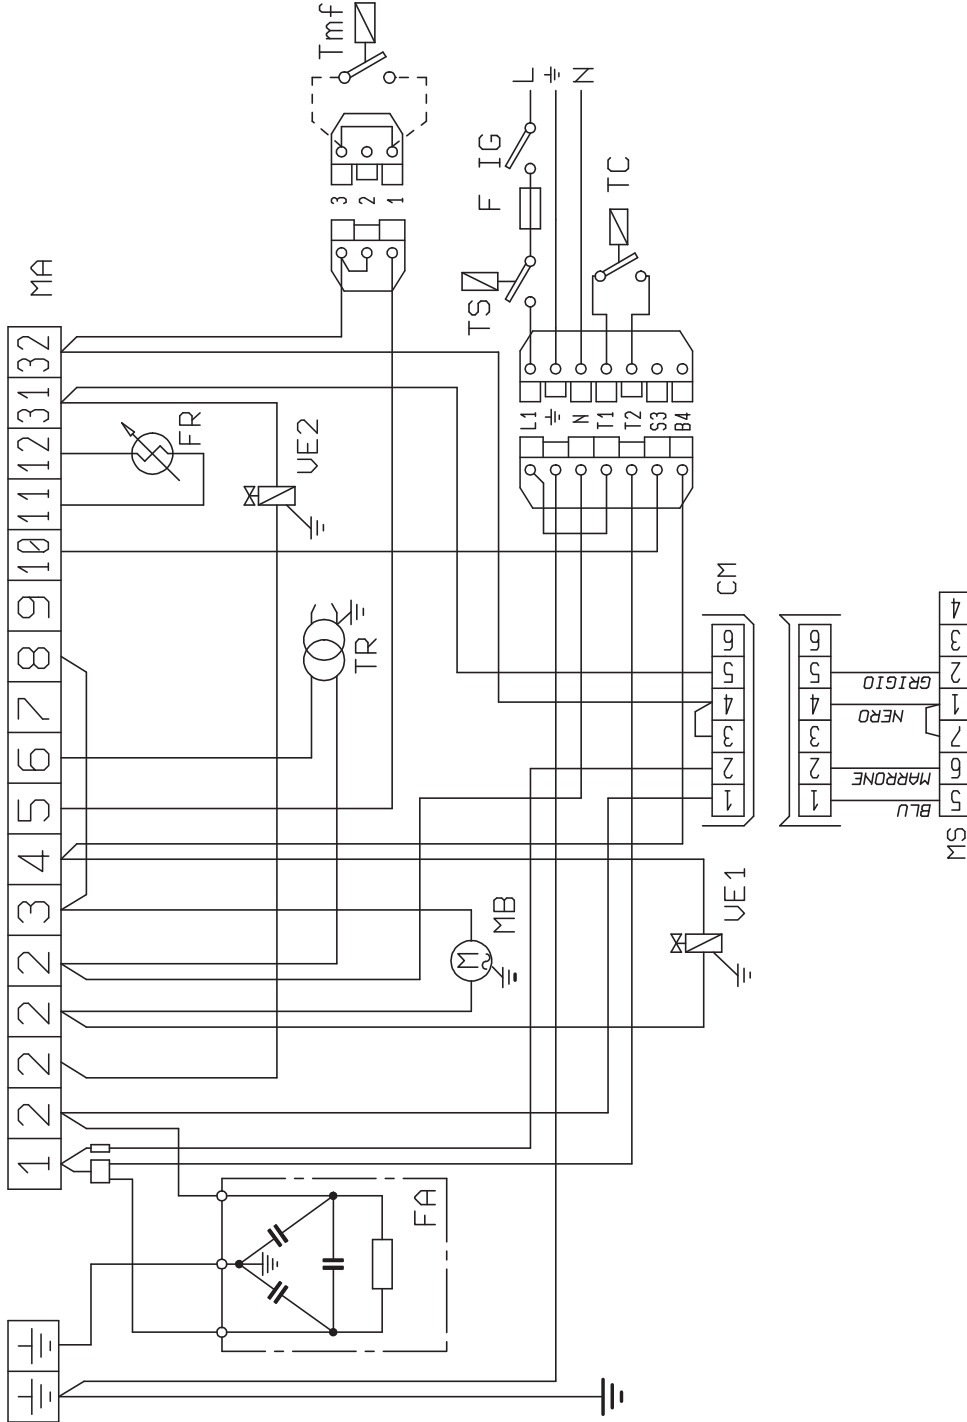 MA
32
31
12
11
10
9
8
7
6
5
4
3
2
2
2
2
1
Tmf
3
2
1
L
N
IG
F
TS
TC
L1
N
T1
T2
S3
B4
FR
VE2
TR
MB
M
VE1
FA
CM
6
5
4
3
2
1
6
5
4
3
2
1
GRIGIO
NERO
MARRONE
BLU
4
3
2
1
7
6
5
MS